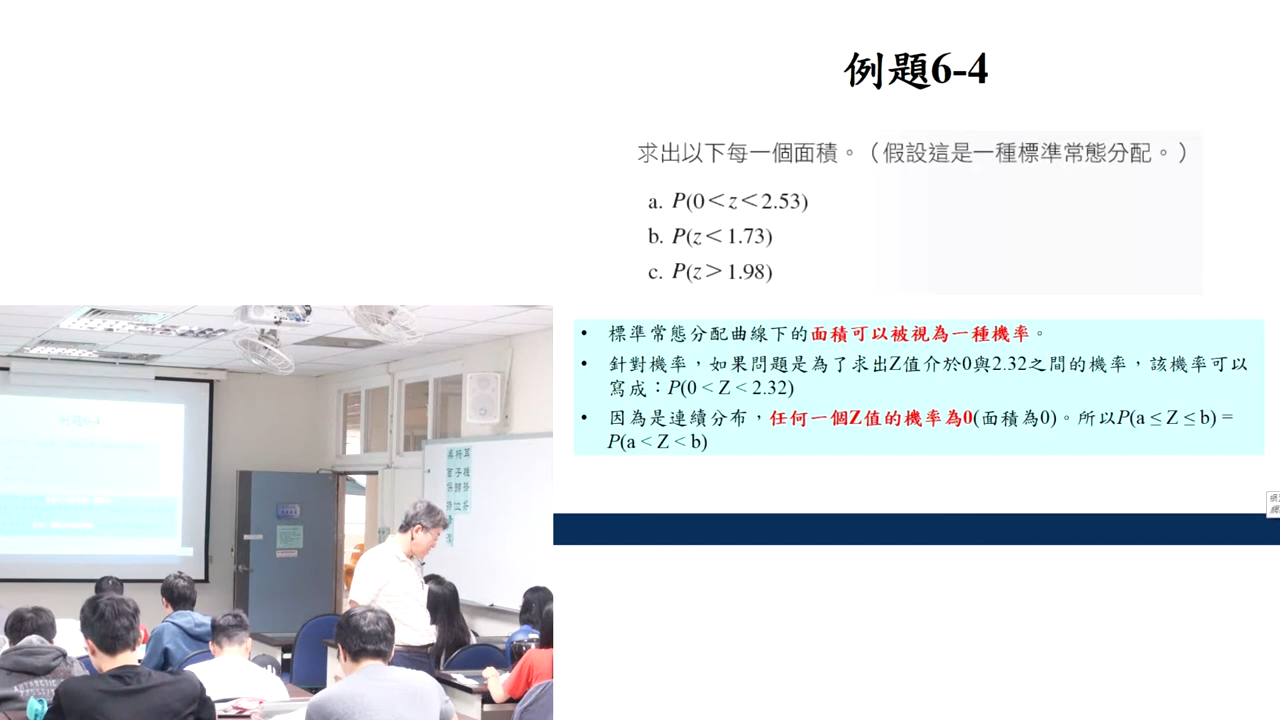 例題6-4
求出以下每一個面積。（假設這是一種標準常態分配。）
a. P(0＜z＜2.53)
b. P(z＜1.73)
c. P(z＞1.98)
• 標準常態分配曲線下的面積可以被視為一種機率。
• 針對機率，如果問題是為了求出Z值介於0與2.32之間的機率，該機率可以
寫成：P(0 < Z < 2.32)
• 因為是連續分布，任何一個Z值的機率為0(面積為0)。所以P(a ≤ Z ≤ b) =
P(a < Z < b)
例題6-4